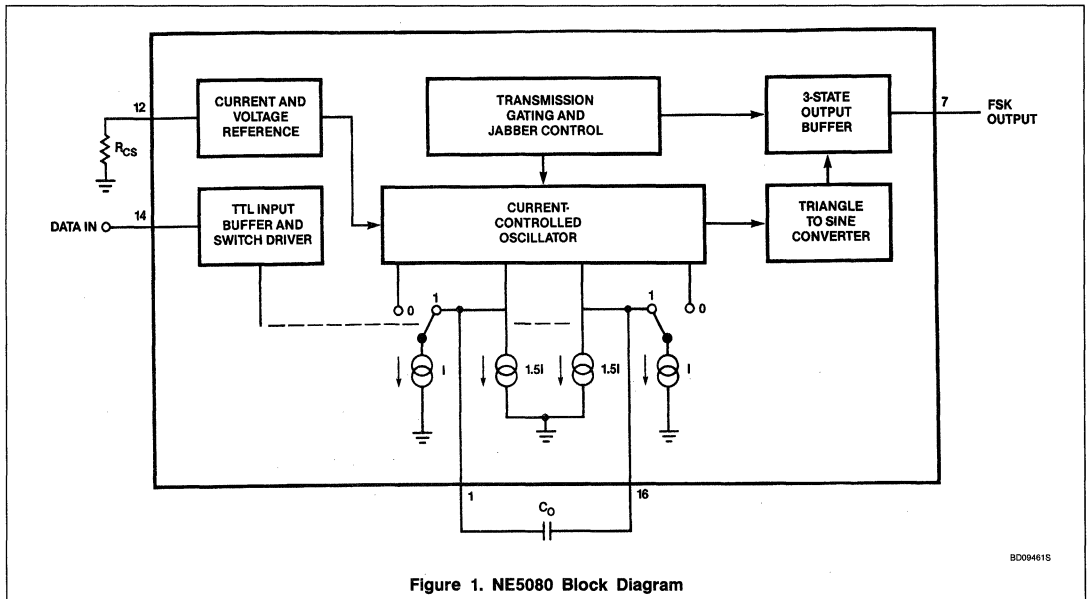 12
R_CS
CURRENT AND
VOLTAGE
REFERENCE
TRANSMISSION
GATING AND
JABBER CONTROL
3-STATE
OUTPUT
BUFFER
7
FSK
OUTPUT
DATA IN
14
TTL INPUT
BUFFER AND
SWITCH DRIVER
CURRENT-
CONTROLLED
OSCILLATOR
TRIANGLE
TO SINE
CONVERTER
0
1
1
0
I
1.5I
1.5I
I
1
16
C_O
BD09461S
Figure 1. NE5080 Block Diagram